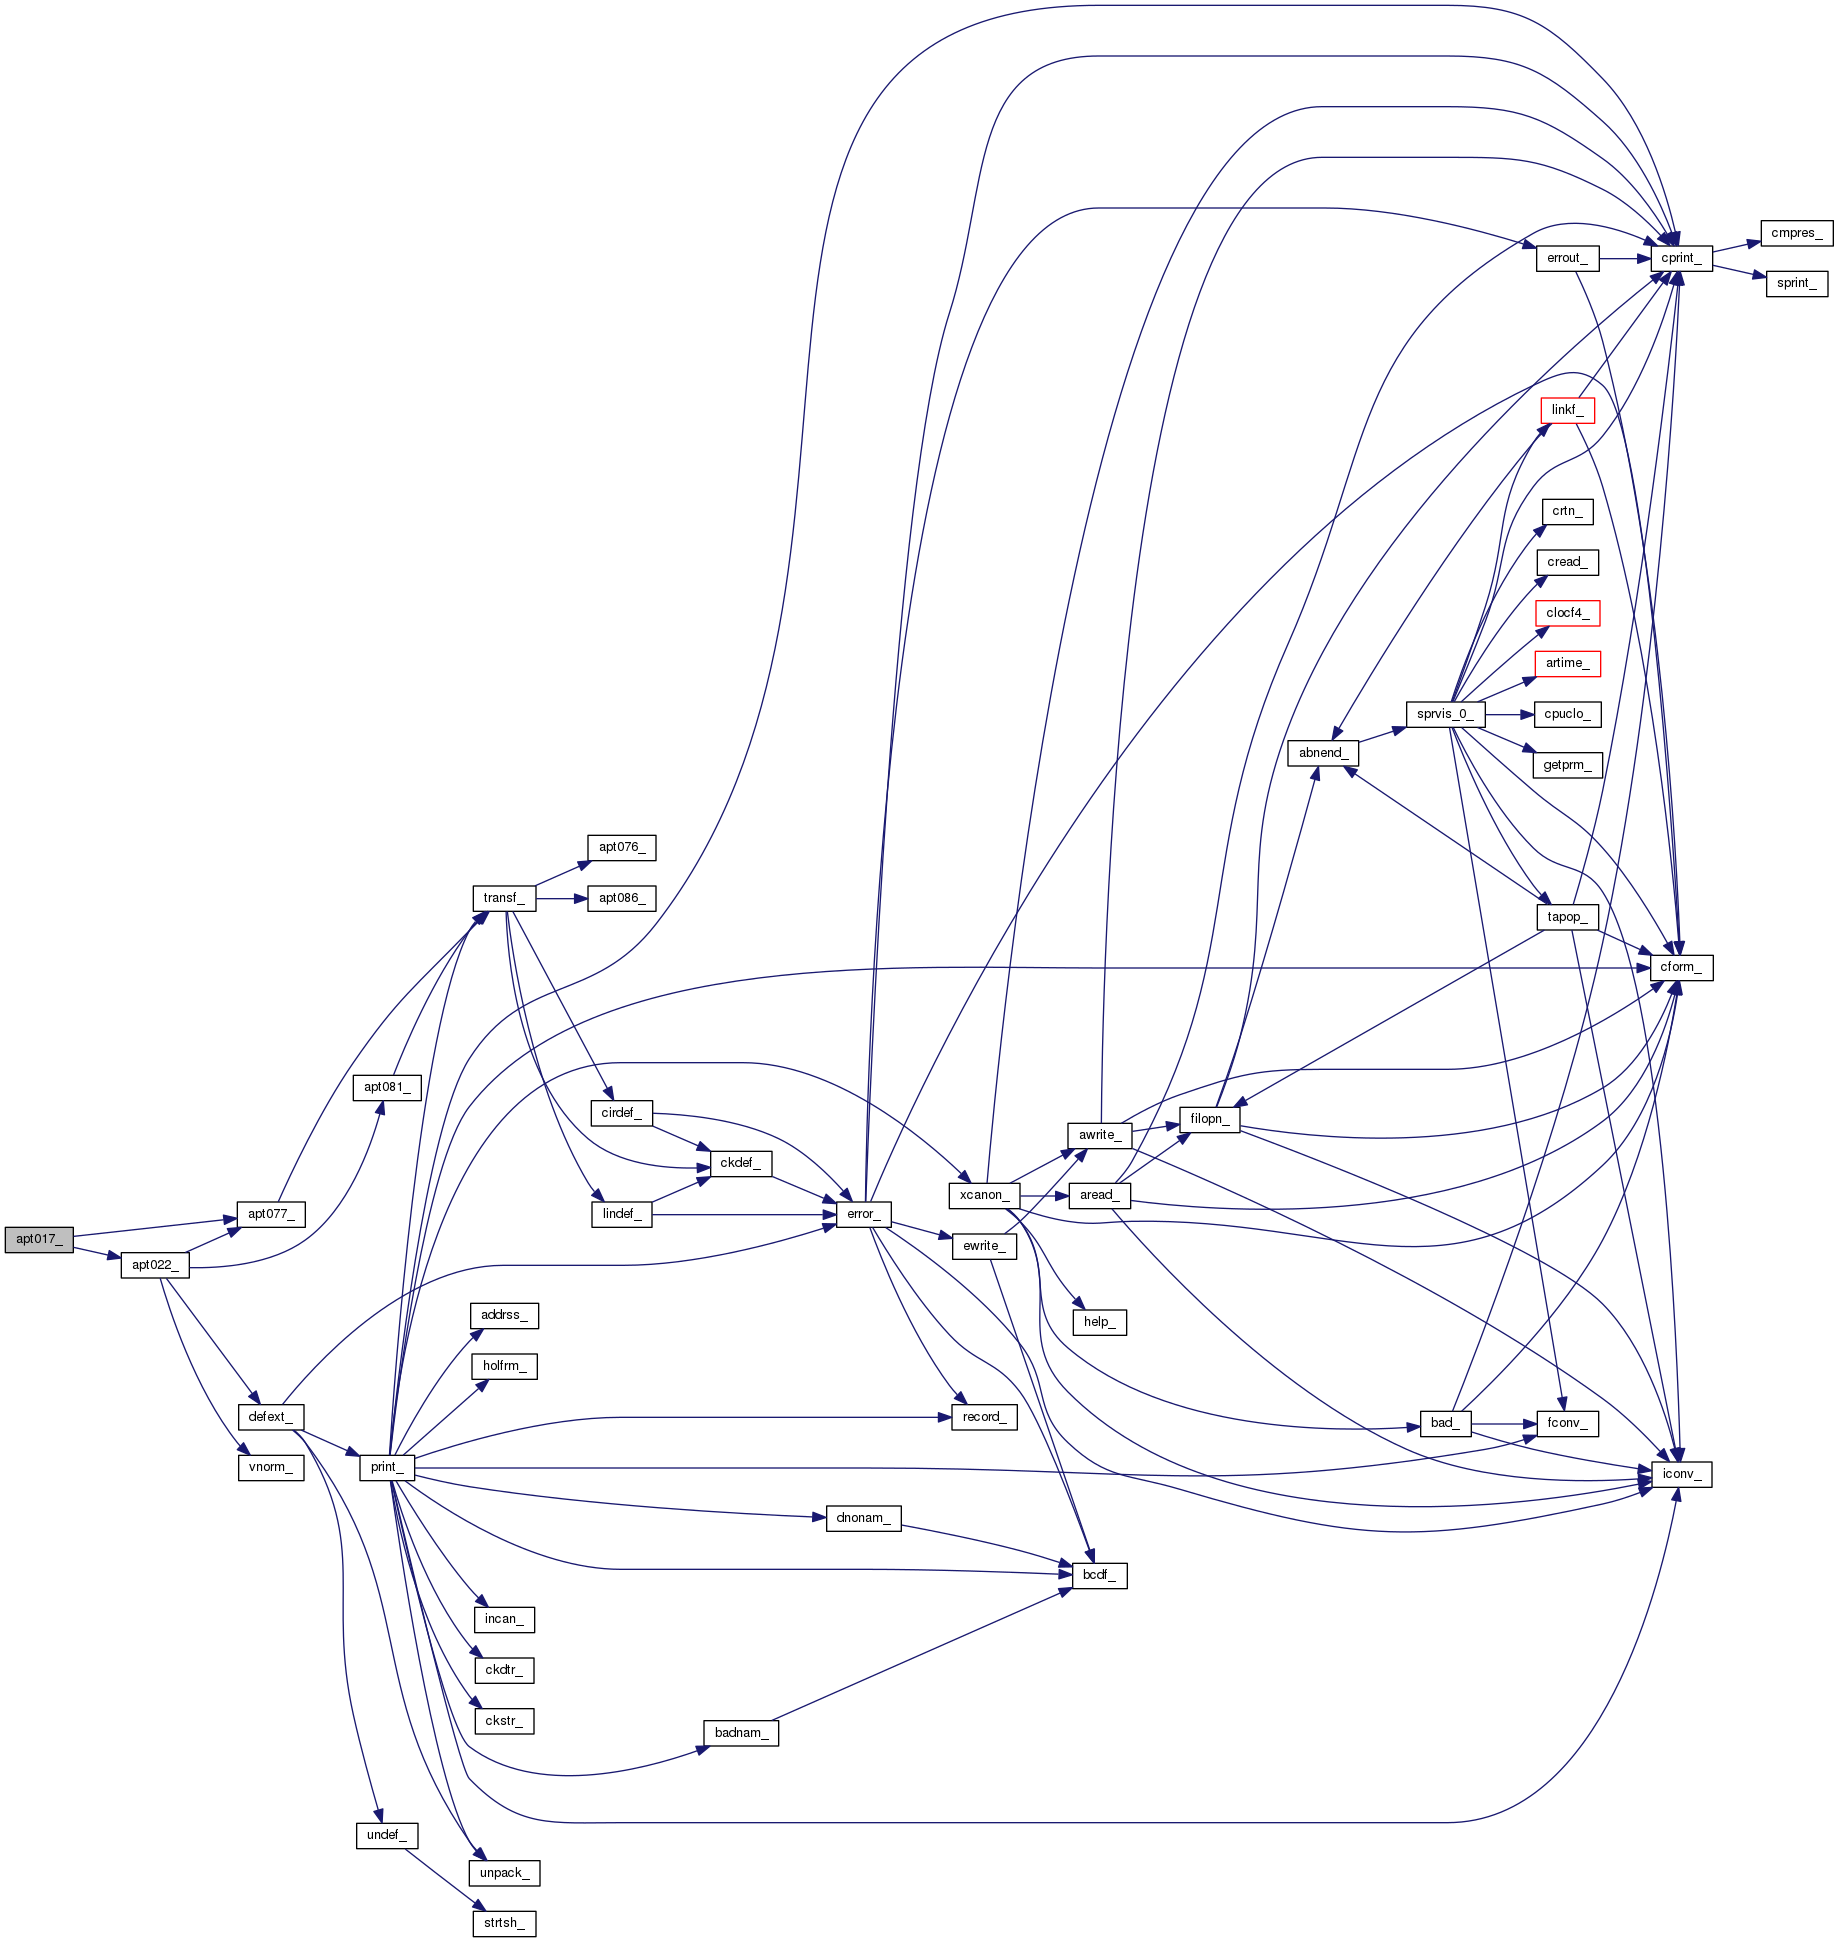 apt017_
apt077_
apt022_
apt081_
defext_
vnorm_
transf_
apt076_
apt086_
cirdef_
ckdef_
lindef_
error_
print_
addrss_
holfrm_
record_
dnonam_
bcdf_
incan_
ckdtr_
ckstr_
badnam_
undef_
unpack_
strtsh_
xcanon_
ewrite_
awrite_
aread_
filopn_
help_
abnend_
sprvis_0_
bad_
errout_
cprint_
cmpres_
sprint_
linkf_
crtn_
cread_
clocf4_
artime_
cpuclo_
getprm_
tapop_
cform_
fconv_
iconv_